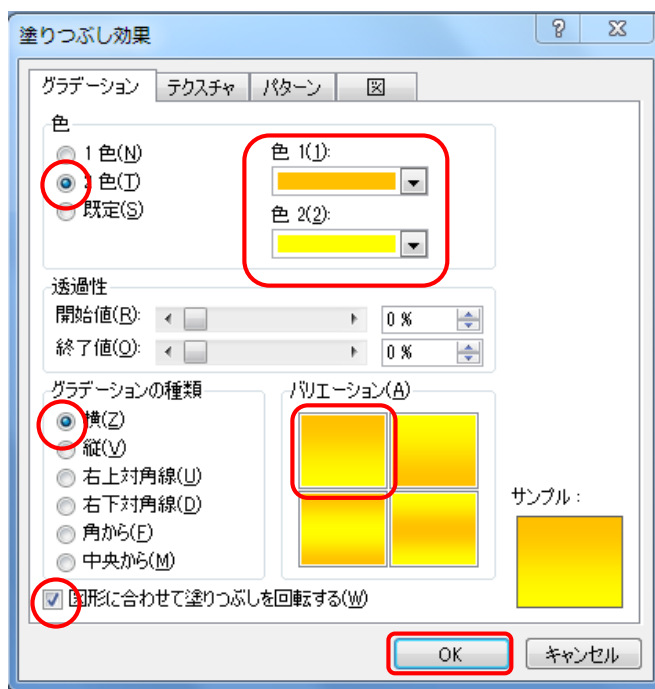 塗りつぶし効果
グラデーション テクスチャ パターン 図
色
1 色(N)
色(T)
既定(S)
色 1(1):
色 2(2):
透過性
開始値(R): 0 %
終了値(O): 0 %
グラデーションの種類
横(Z)
縦(V)
右上対角線(U)
右下対角線(D)
角から(F)
中央から(M)
バリエーション(A)
サンプル :
図形に合わせて塗りつぶしを回転する(W)
OK キャンセル